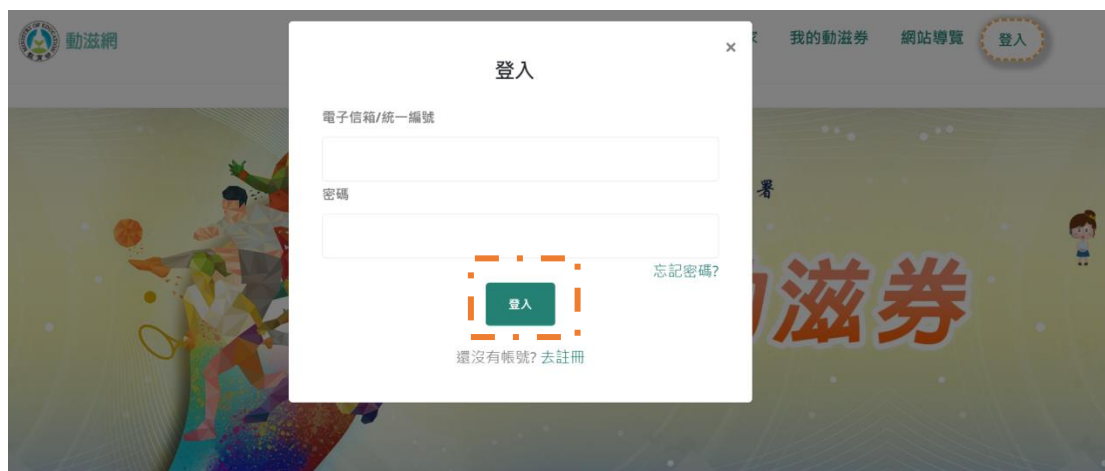 動滋網
我的動滋券 網站導覽 登入
×
登入
電子信箱/統一編號
密碼
忘記密碼?
登入
還沒有帳號? 去註冊
署
滋券